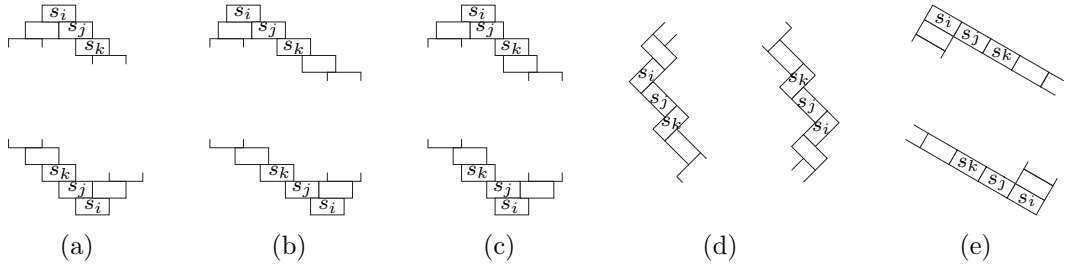 s_i s_i s_i s_i
s_j s_j s_j s_j
s_k s_k s_k s_k s_k
s_i s_j s_k s_j
s_k s_i
s_k s_k s_k s_k s_j
s_j s_j s_j s_i
s_i s_i s_i
(a) (b) (c) (d) (e)